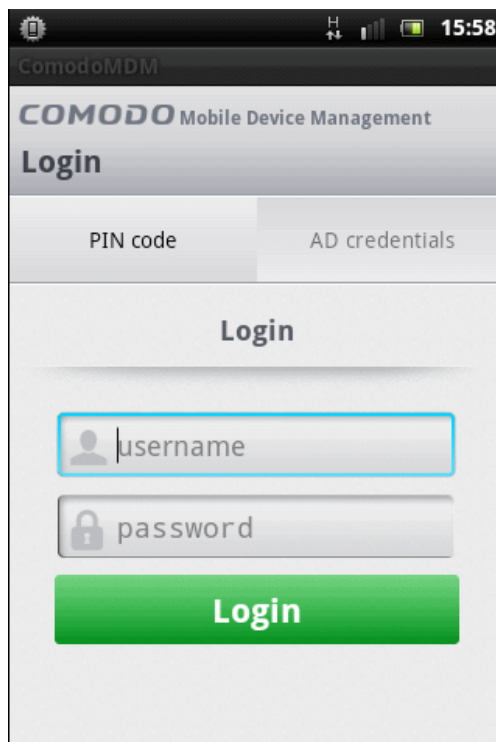 H 15:58
ComodoMDM
COMODO Mobile Device Management
Login
PIN code AD credentials
Login
username
password
Login